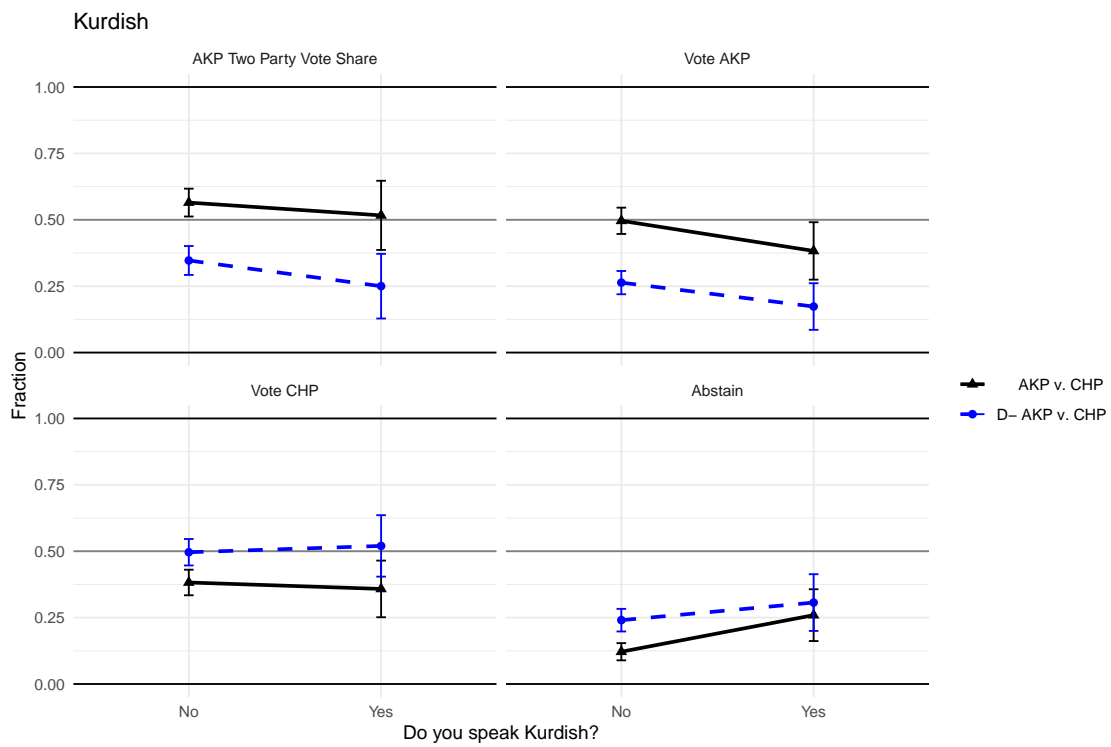 Kurdish
AKP Two Party Vote Share
Vote AKP
1.00
0.75
0.50
0.25
0.00
Vote CHP
Abstain
1.00
0.75
0.50
0.25
0.00
Fraction
No
Yes
No
Yes
Do you speak Kurdish?
AKP v. CHP
D− AKP v. CHP